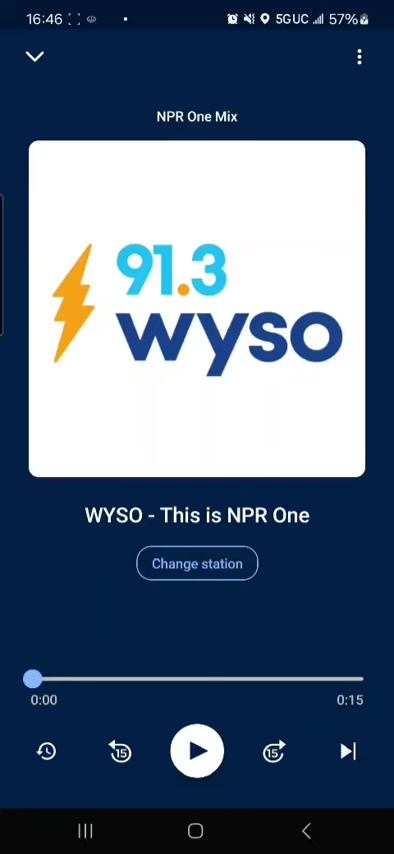 16:46 5GUC 57%
NPR One Mix
91.3
wyso
WYSO - This is NPR One
Change station
0:00 0:15
15 15